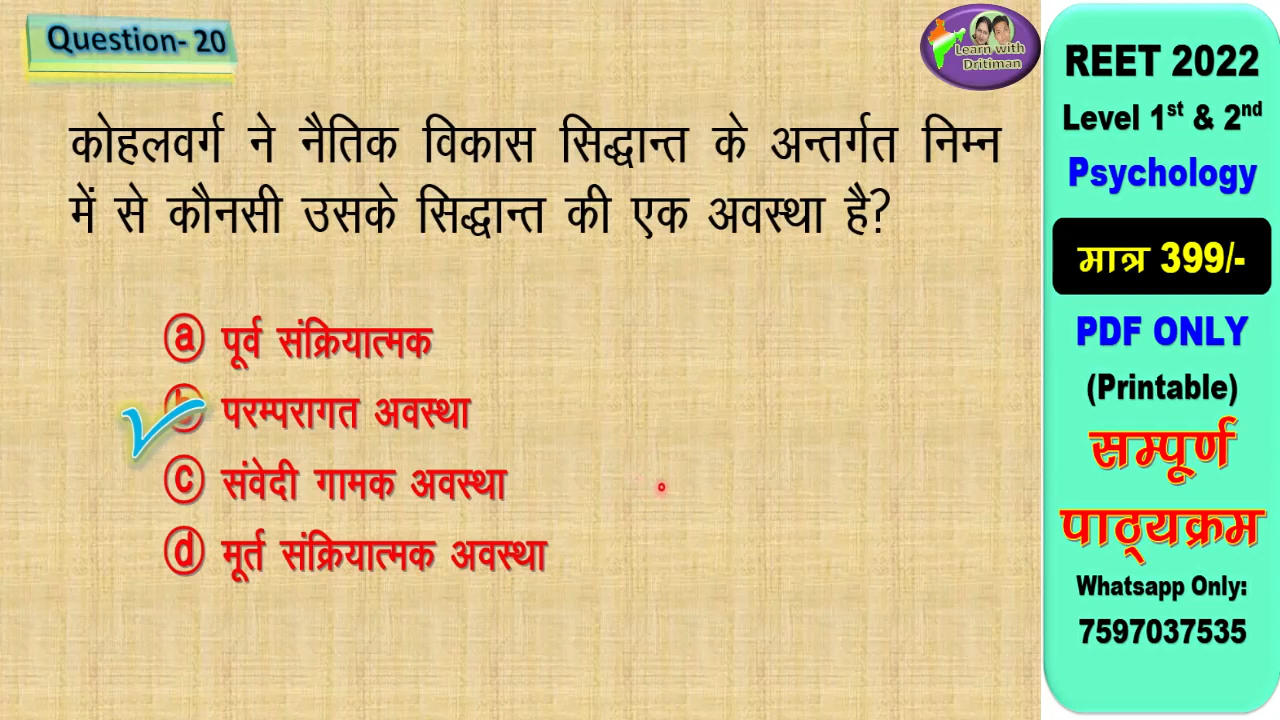 Question- 20
Learn with
Dritiman
कोहलवर्ग ने नैतिक विकास सिद्धान्त के अन्तर्गत निम्न
में से कौनसी उसके सिद्धान्त की एक अवस्था है?
a पूर्व संक्रियात्मक
b परम्परागत अवस्था
c संवेदी गामक अवस्था
d मूर्त संक्रियात्मक अवस्था
REET 2022
Level 1st & 2nd
Psychology
मात्र 399/-
PDF ONLY
(Printable)
सम्पूर्ण
पाठ्यक्रम
Whatsapp Only:
7597037535